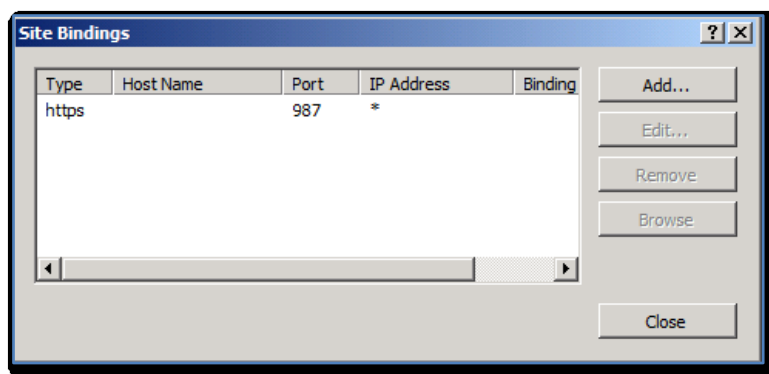 Site Bindings
Type Host Name Port IP Address Binding
https 987 *
Add...
Edit...
Remove
Browse
Close